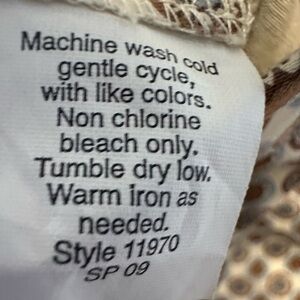 Machine wash cold
gentle cycle,
with like colors.
Non chlorine
bleach only.
Tumble dry low.
Warm iron as
needed.
Style 11970
SP 09